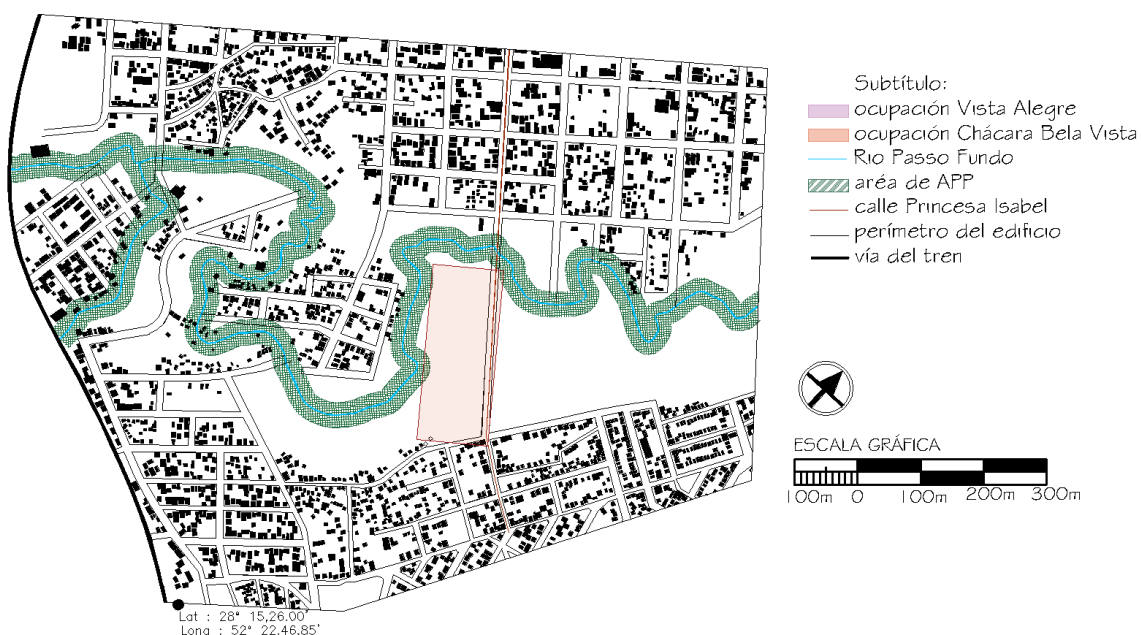 Subtítulo:
ocupación Vista Alegre
ocupación Chácara Bela Vista
Rio Passo Fundo
aréa de APP
calle Princesa Isabel
perímetro del edificio
vía del tren
ESCALA GRÁFICA
100m 0 100m 200m 300m
Lat : 28° 15,26.00'
Long : 52° 22.46.85'